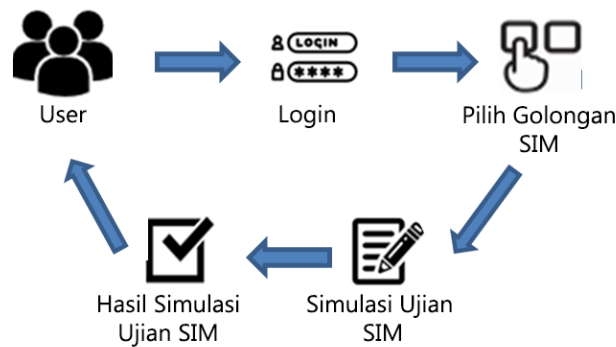 LOGIN
****
User
Login
Pilih Golongan
SIM
Hasil Simulasi
Ujian SIM
Simulasi Ujian
SIM